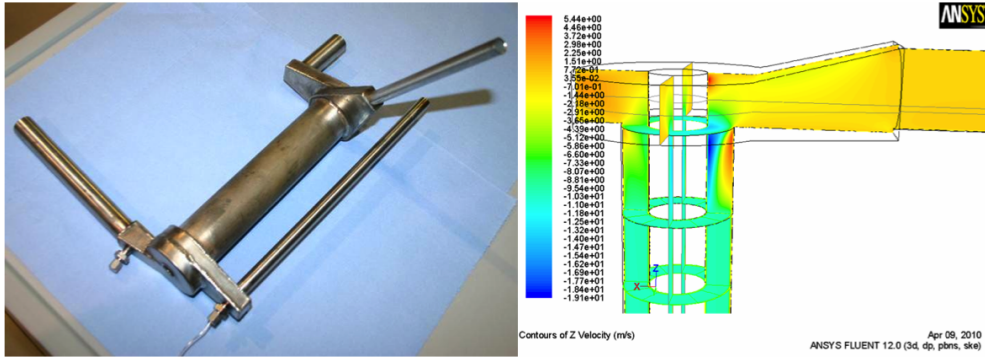 ANSYS
5.44e+00
4.46e+00
3.72e+00
2.98e+00
2.25e+00
1.51e+00
7.72e-01
3.55e-02
-7.01e-01
-1.44e+00
-2.18e+00
-2.91e+00
-3.65e+00
-4.39e+00
-5.12e+00
-5.86e+00
-6.60e+00
-7.33e+00
-8.07e+00
-8.81e+00
-9.54e+00
-1.03e+01
-1.10e+01
-1.18e+01
-1.25e+01
-1.32e+01
-1.40e+01
-1.47e+01
-1.54e+01
-1.62e+01
-1.69e+01
-1.77e+01
-1.84e+01
-1.91e+01
Z
X
Contours of Z Velocity (m/s)
Apr 09, 2010
ANSYS FLUENT 12.0 (3d, dp, pbns, ske)